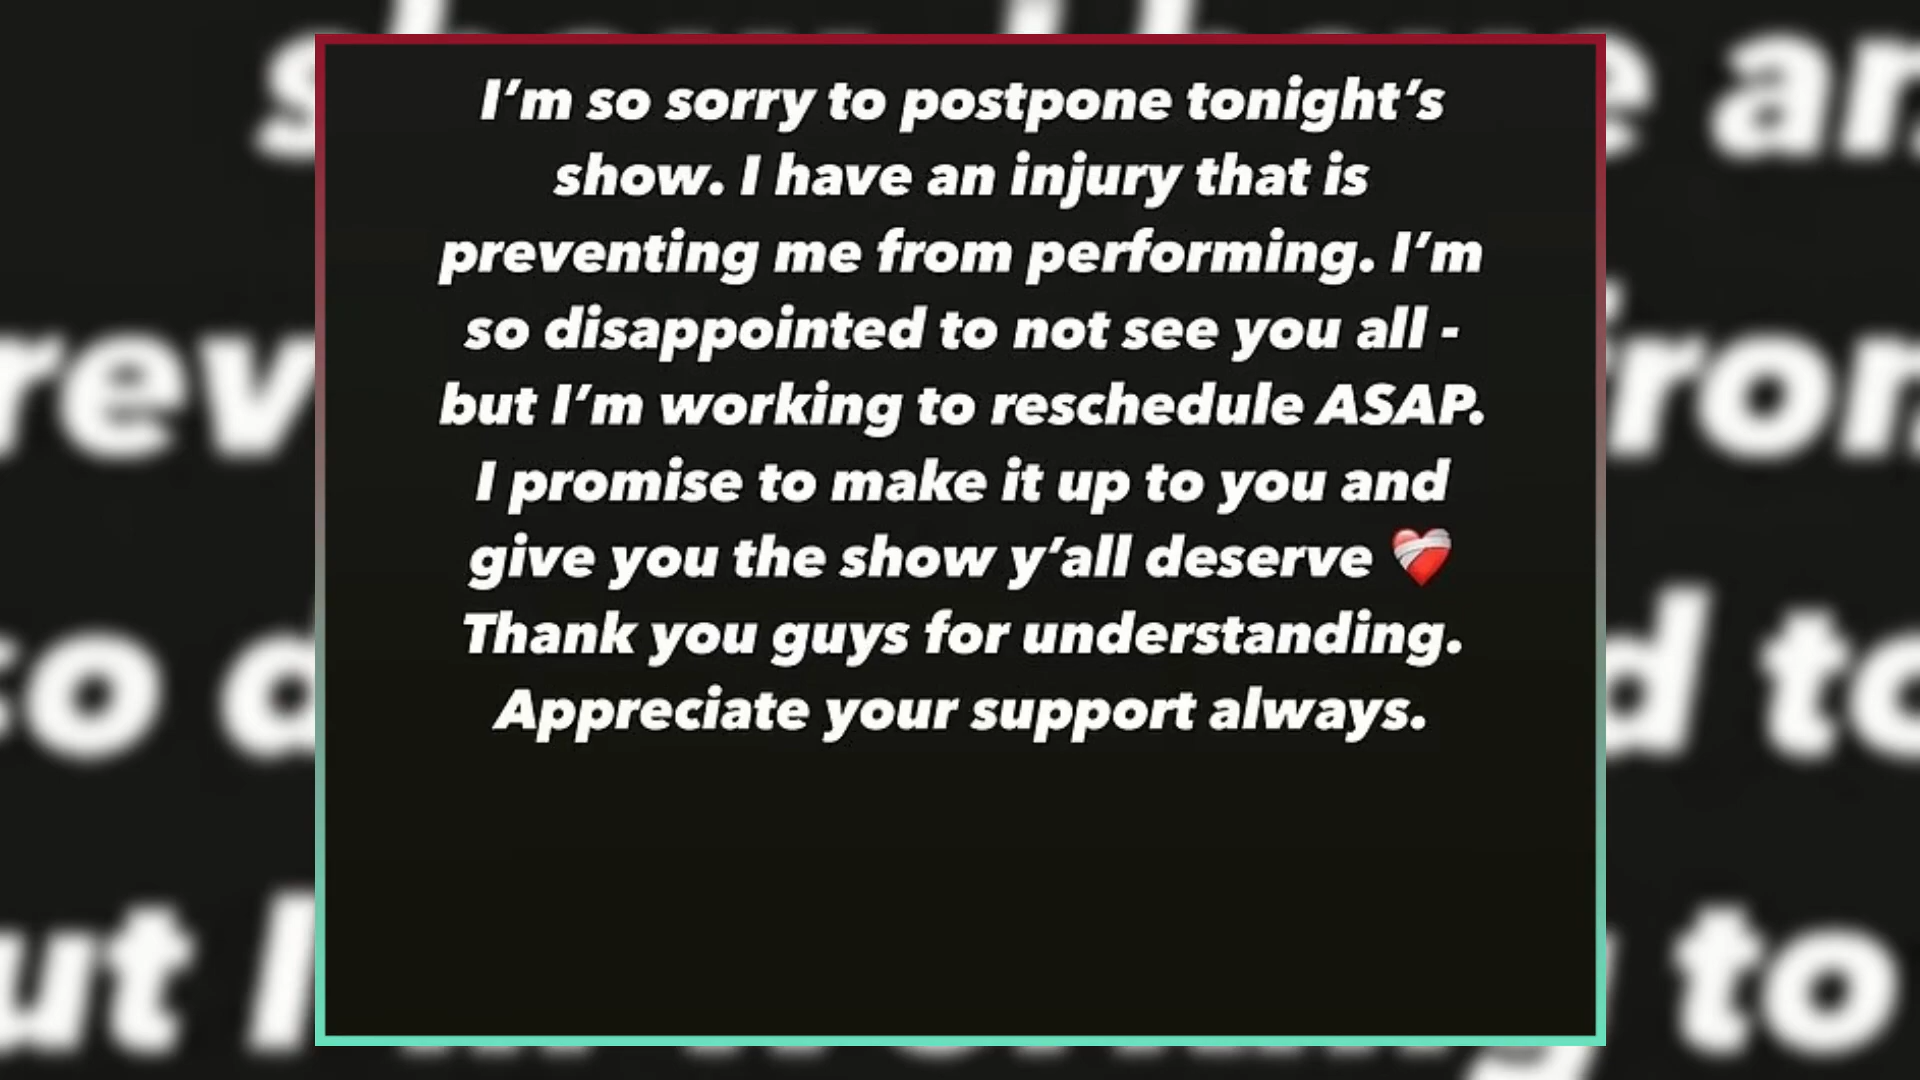 I’m so sorry to postpone tonight’s
show. I have an injury that is
preventing me from performing. I’m
so disappointed to not see you all -
but I’m working to reschedule ASAP.
I promise to make it up to you and
give you the show y’all deserve ❤️‍🩹
Thank you guys for understanding.
Appreciate your support always.